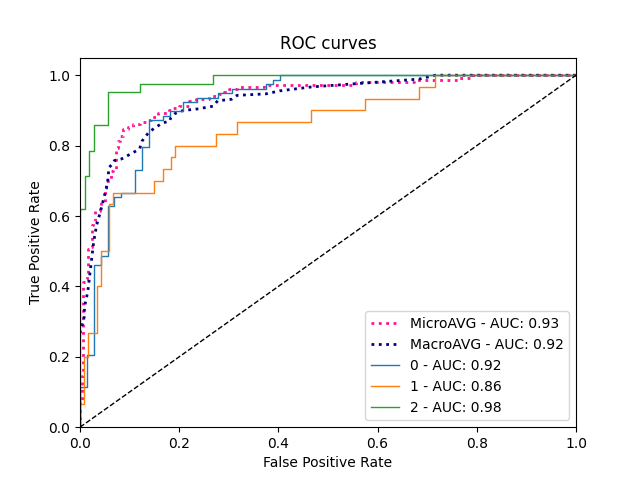 ROC curves
True Positive Rate
1.0
0.8
0.6
0.4
0.2
0.0
0.0 0.2 0.4 0.6 0.8 1.0
False Positive Rate
MicroAVG - AUC: 0.93
MacroAVG - AUC: 0.92
0 - AUC: 0.92
1 - AUC: 0.86
2 - AUC: 0.98